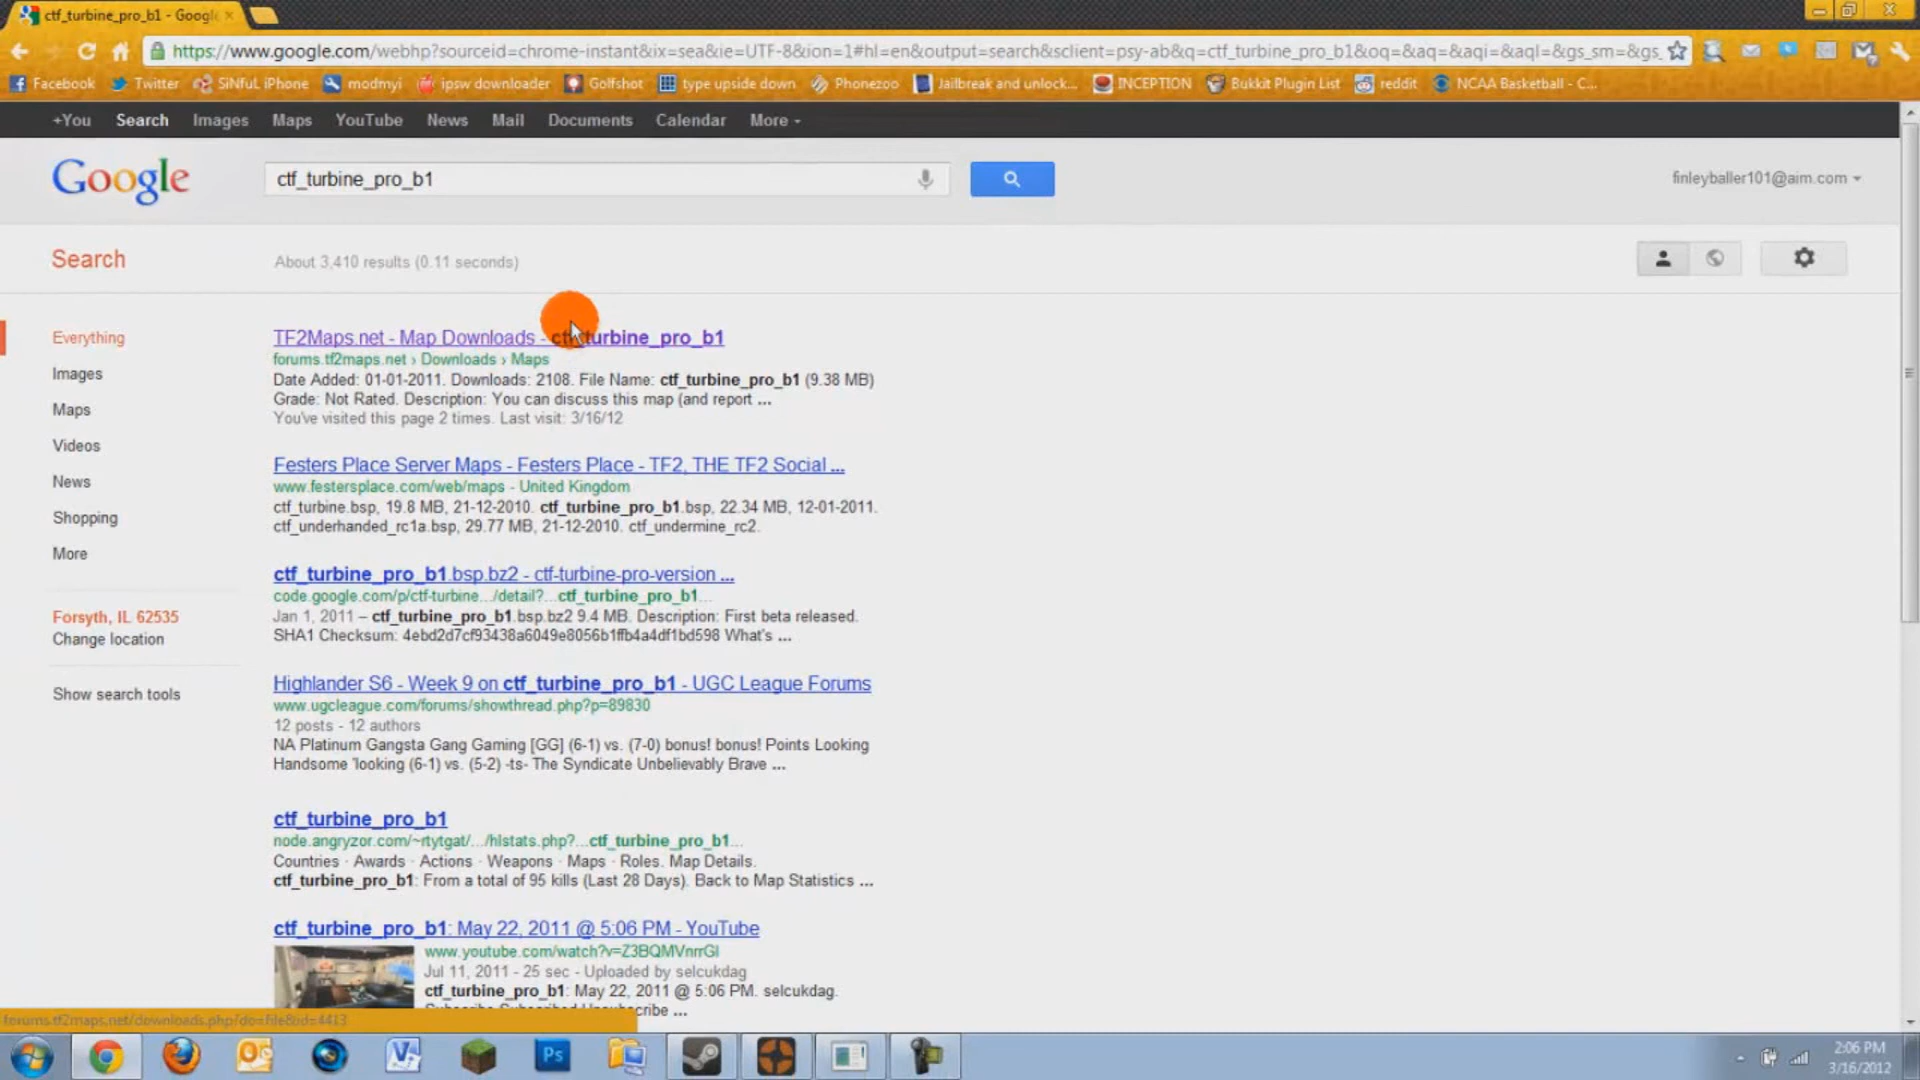 ctf_turbine_pro_b1 - Google
https://www.google.com/webhp?sourceid=chrome-instant&ix=sea&ie=UTF-8&ion=1#hl=en&output=search&sclient=psy-ab&q=ctf_turbine_pro_b1&oq=&aq=&aqi=&aql=&gs_sm=&gs_
Facebook Twitter SiNfuL iPhone modmyi ipsw downloader Golfshot type upside down Phonezoo Jailbreak and unlock... INCEPTION Bukkit Plugin List reddit NCAA Basketball - C...
+You Search Images Maps YouTube News Mail Documents Calendar More
Google ctf_turbine_pro_b1 finleyballer101@aim.com
Search About 3,410 results (0.11 seconds)
Everything
Images
Maps
Videos
News
Shopping
More
Forsyth, IL 62535
Change location
Show search tools
TF2Maps.net - Map Downloads - ctf_turbine_pro_b1
forums.tf2maps.net › Downloads › Maps
Date Added: 01-01-2011. Downloads: 2108. File Name: ctf_turbine_pro_b1 (9.38 MB)
Grade: Not Rated. Description: You can discuss this map (and report ...
You've visited this page 2 times. Last visit: 3/16/12
Festers Place Server Maps - Festers Place - TF2, THE TF2 Social ...
www.festersplace.com/web/maps - United Kingdom
ctf_turbine.bsp, 19.8 MB, 21-12-2010. ctf_turbine_pro_b1.bsp, 22.34 MB, 12-01-2011.
ctf_underhanded_rc1a.bsp, 29.77 MB, 21-12-2010. ctf_undermine_rc2.
ctf_turbine_pro_b1.bsp.bz2 - ctf-turbine-pro-version ...
code.google.com/p/ctf-turbine.../detail?...ctf_turbine_pro_b1...
Jan 1, 2011 – ctf_turbine_pro_b1.bsp.bz2 9.4 MB. Description: First beta released.
SHA1 Checksum: 4ebd2d7cf93438a6049e8056b1ffb4a4df1bd598 What's ...
Highlander S6 - Week 9 on ctf_turbine_pro_b1 - UGC League Forums
www.ugcleague.com/forums/showthread.php?p=89830
12 posts - 12 authors
NA Platinum Gangsta Gang Gaming [GG] (6-1) vs. (7-0) bonus! bonus! Points Looking
Handsome 'looking (6-1) vs. (5-2) -ts- The Syndicate Unbelievably Brave ...
ctf_turbine_pro_b1
node.angryzor.com/~rtytgat/.../hlstats.php?...ctf_turbine_pro_b1...
Countries · Awards · Actions · Weapons · Maps · Roles. Map Details.
ctf_turbine_pro_b1: From a total of 95 kills (Last 28 Days). Back to Map Statistics ...
ctf_turbine_pro_b1: May 22, 2011 @ 5:06 PM - YouTube
www.youtube.com/watch?v=Z3BQMVnrrGI
Jul 11, 2011 - 25 sec - Uploaded by selcukdag
ctf_turbine_pro_b1: May 22, 2011 @ 5:06 PM. selcukdag.
Subscribe Subscribed Unsubscribe ...
forums.tf2maps.net/downloads.php?do=file&id=4413
Ps
2:06 PM
3/16/2012